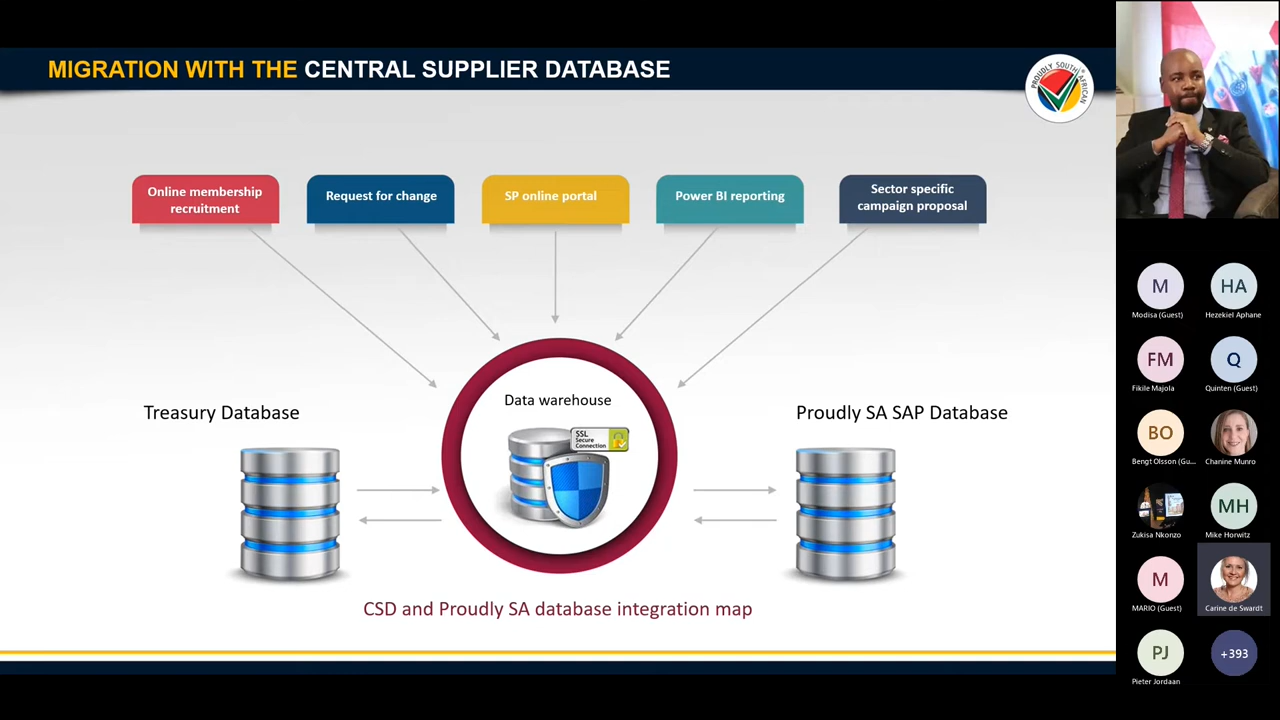 MIGRATION WITH THE CENTRAL SUPPLIER DATABASE
PROUDLY SOUTH AFRICAN
Online membership
recruitment
Request for change
SP online portal
Power BI reporting
Sector specific
campaign proposal
Treasury Database
Data warehouse
SSL
Secure
Connection
Proudly SA SAP Database
CSD and Proudly SA database integration map
M
Modisa (Guest)
HA
Hezekiel Aphane
FM
Fikile Majola
Q
Quinten (Guest)
BO
Bengt Olsson (Gu...
Chanine Munro
Zukisa Nkonzo
MH
Mike Horwitz
M
MARIO (Guest)
Carine de Swardt
PJ
Pieter Jordaan
+393